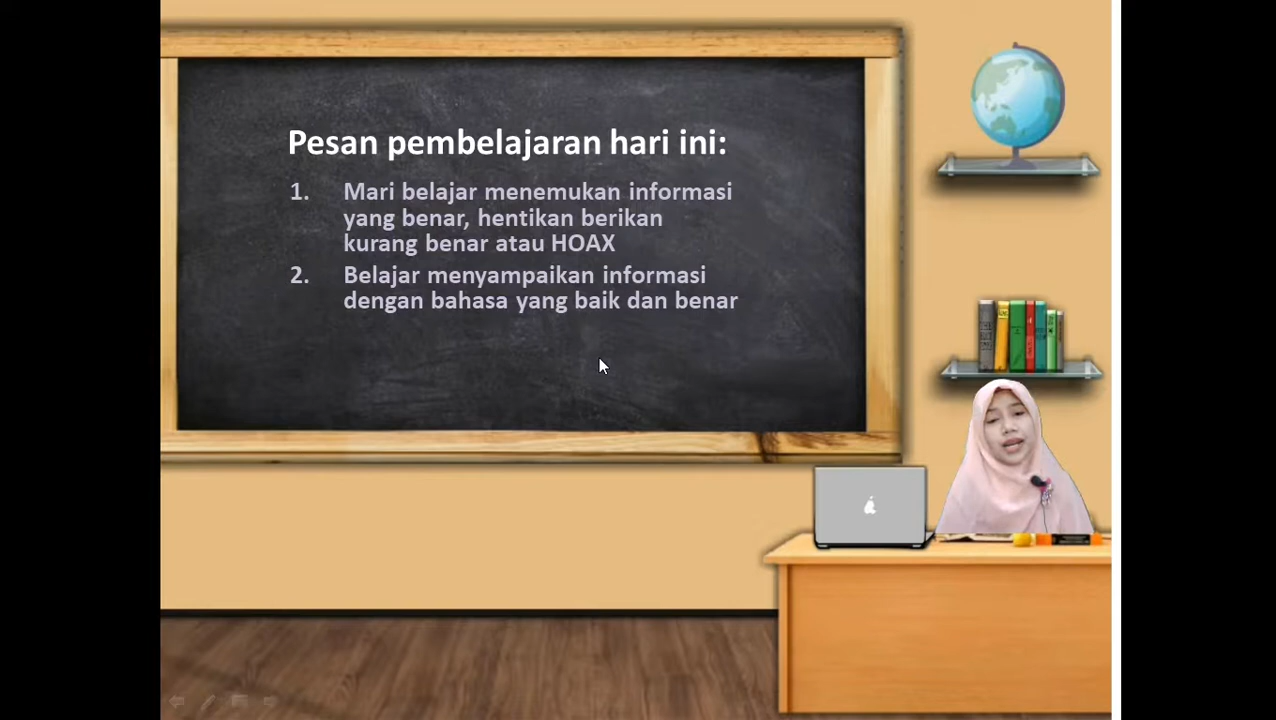 Pesan pembelajaran hari ini:
1. Mari belajar menemukan informasi
yang benar, hentikan berikan
kurang benar atau HOAX
2. Belajar menyampaikan informasi
dengan bahasa yang baik dan benar